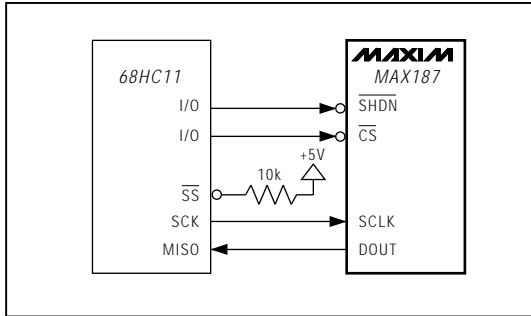 MAXIM
68HC11
MAX187
I/O
SHDN
I/O
CS
+5V
10k
SS
SCK
SCLK
MISO
DOUT